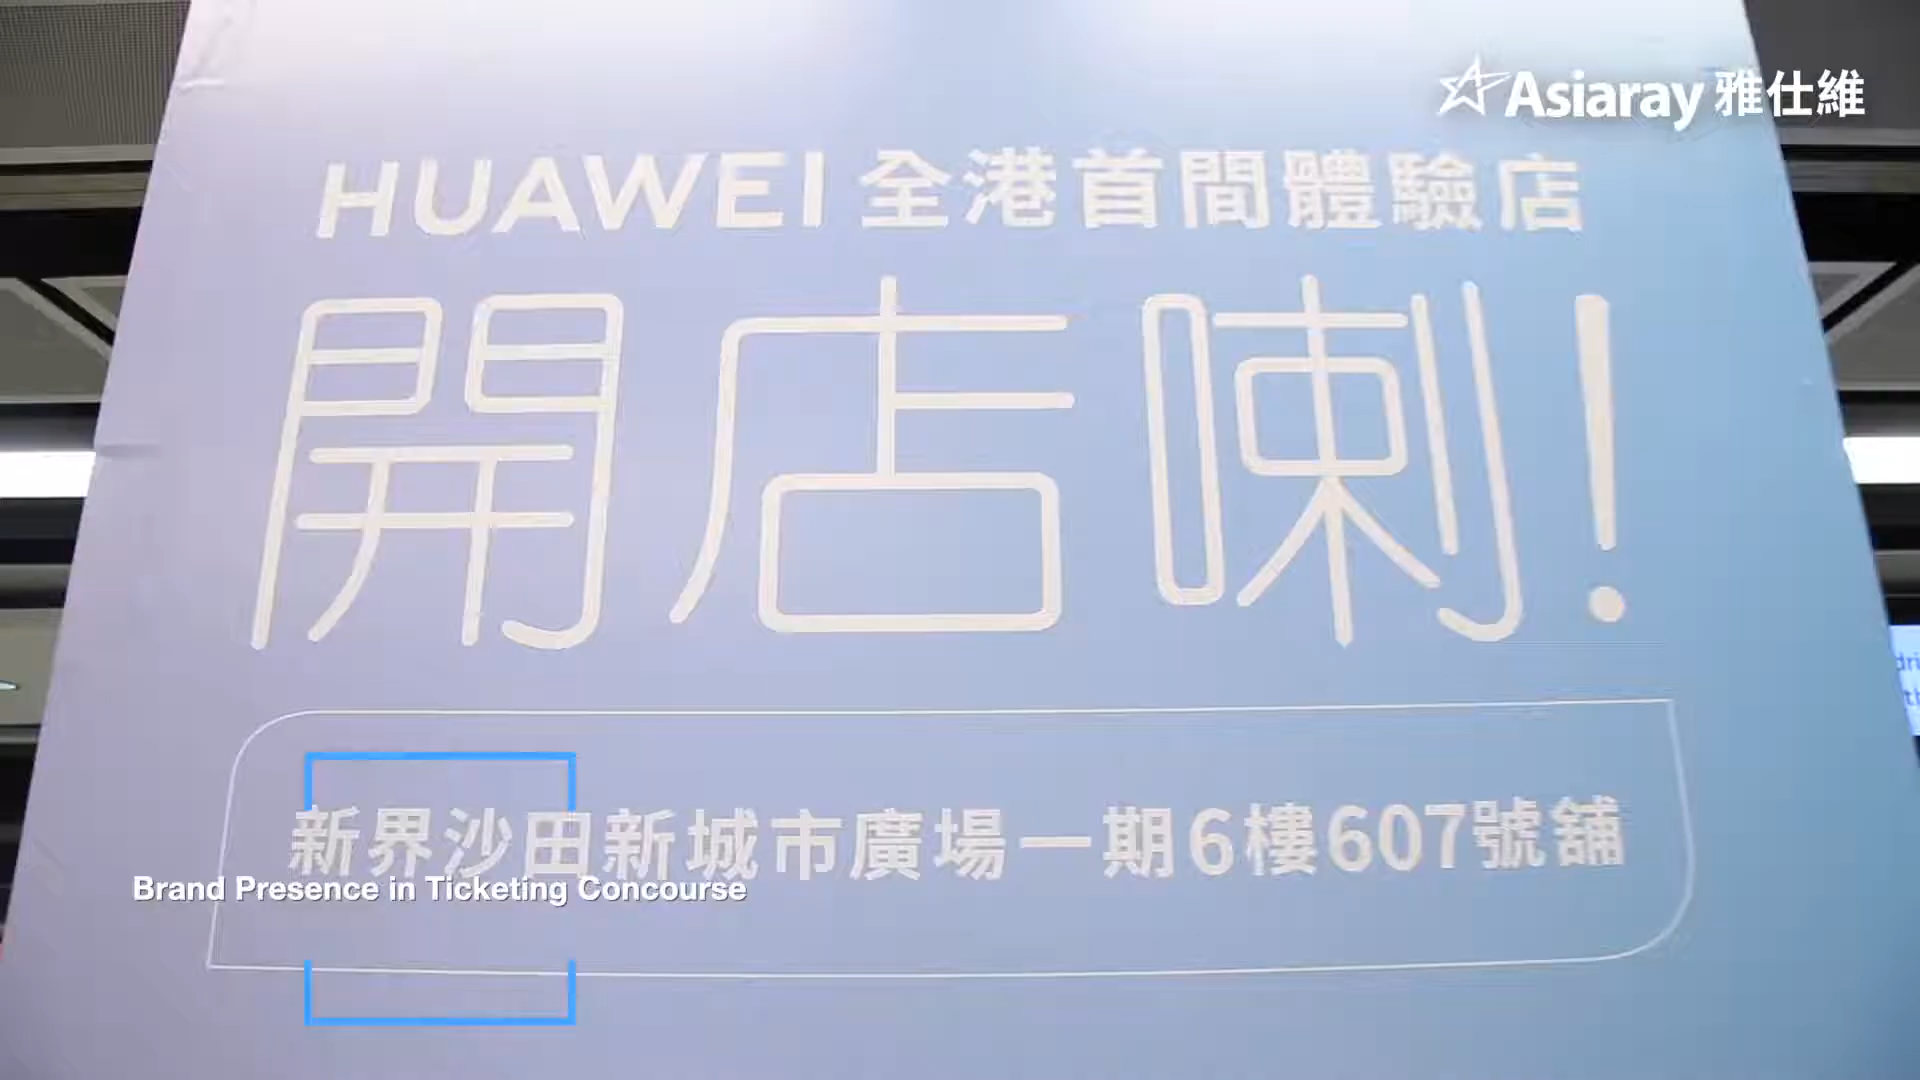 Asiaray 雅仕維
HUAWEI 全港首間體驗店
開店喇!
新界沙田新城市廣場一期6樓607號舖
Brand Presence in Ticketing Concourse